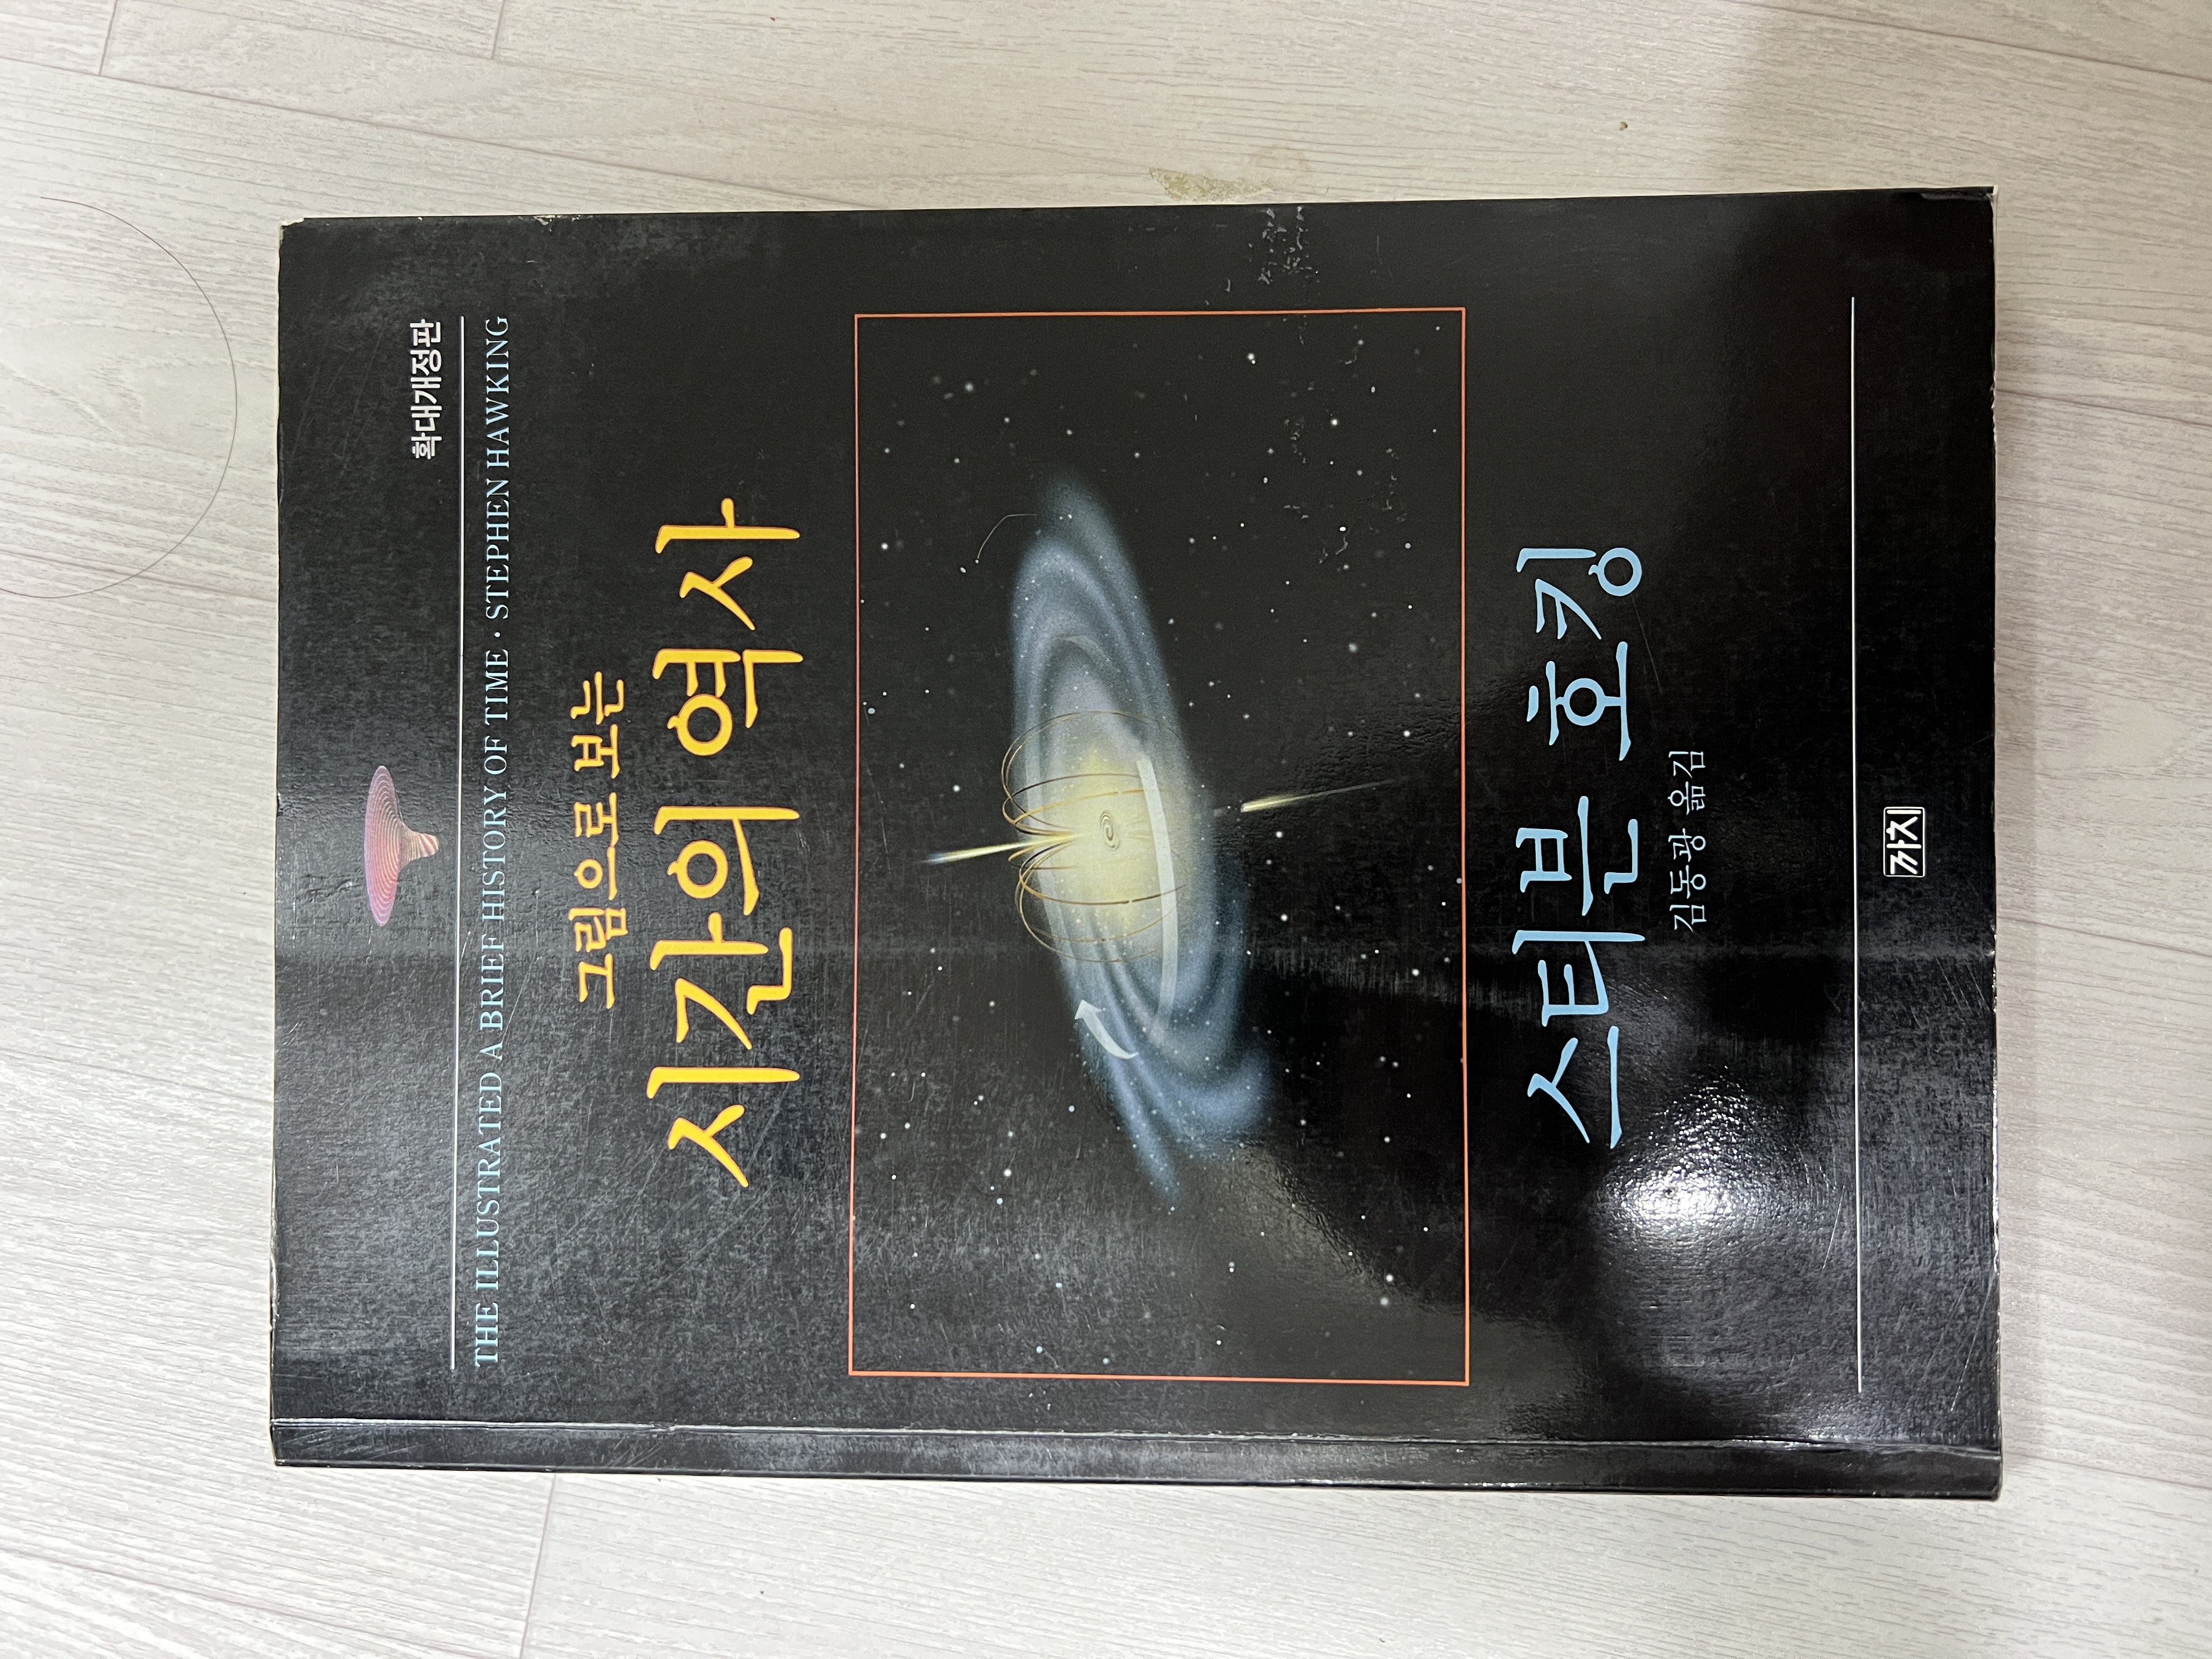 확대개정판
THE ILLUSTRATED A BRIEF HISTORY OF TIME · STEPHEN HAWKING
그림으로 보는
시간의 역사
스티븐 호킹
김동광 옮김
까치